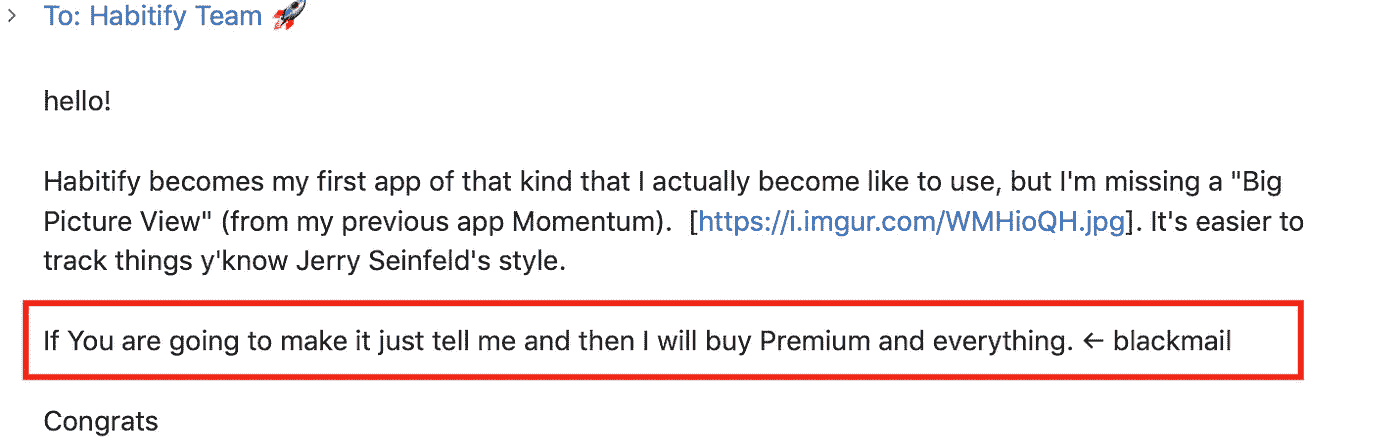 To: Habitify Team 🚀
hello!
Habitify becomes my first app of that kind that I actually become like to use, but I'm missing a "Big
Picture View" (from my previous app Momentum).  [https://i.imgur.com/WMHioQH.jpg]. It's easier to
track things y'know Jerry Seinfeld's style.
If You are going to make it just tell me and then I will buy Premium and everything. ← blackmail
Congrats